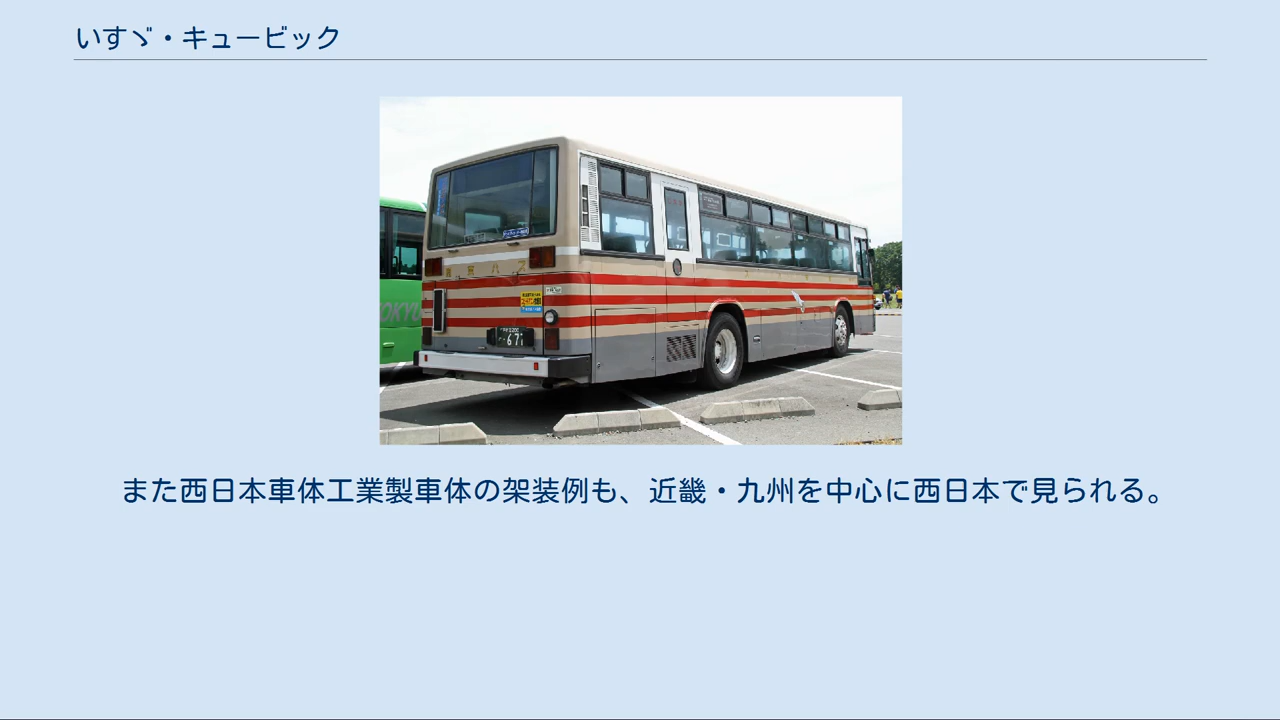 いすゞ・キュービック
OKYU
671
また西日本車体工業製車体の架装例も、近畿・九州を中心に西日本で見られる。